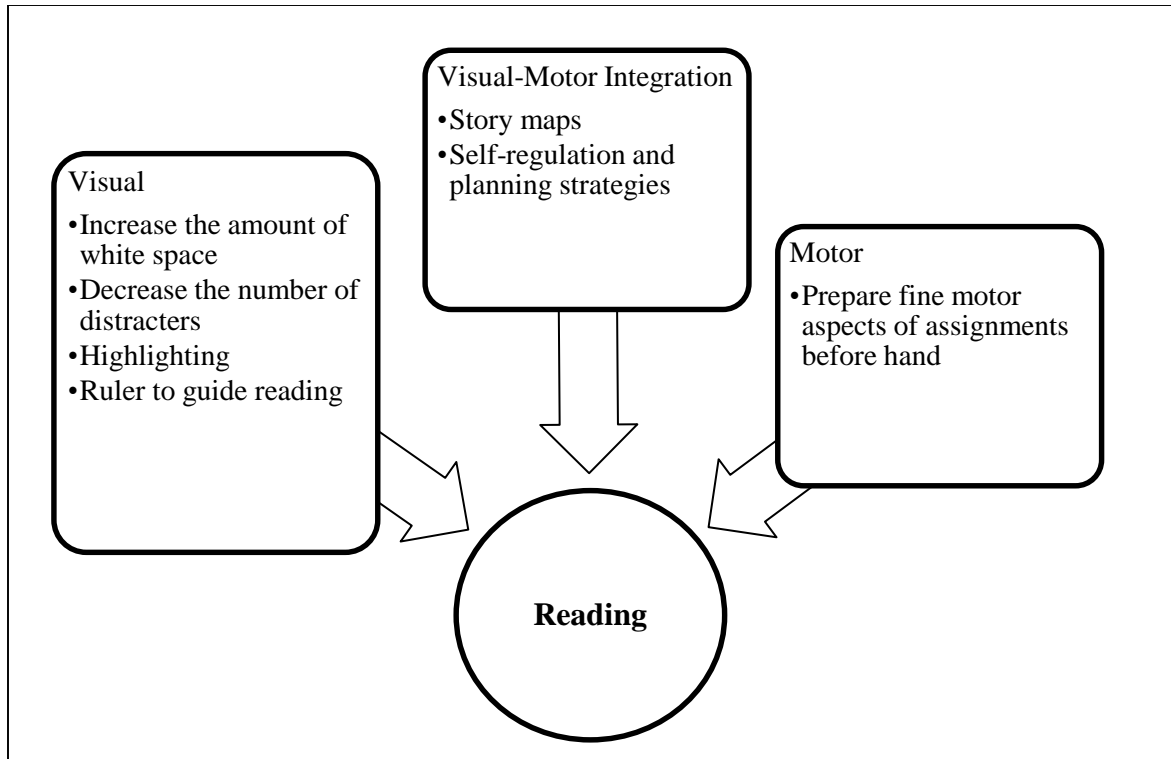 Visual
•Increase the amount of
white space
•Decrease the number of
distracters
•Highlighting
•Ruler to guide reading
Visual-Motor Integration
•Story maps
•Self-regulation and
planning strategies
Motor
•Prepare fine motor
aspects of assignments
before hand
Reading